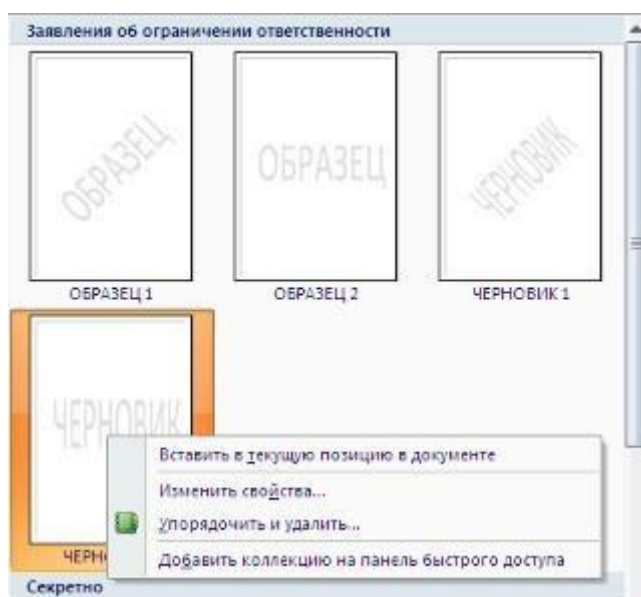 Заявления об ограничении ответственности
ОБРАЗЕЦ ОБРАЗЕЦ ЧЕРНОВИК
ОБРАЗЕЦ 1 ОБРАЗЕЦ 2 ЧЕРНОВИК 1
ЧЕРНОВИК
Вставить в текущую позицию в документе
Изменить свойства...
Упорядочить и удалить...
ЧЕРН
Добавить коллекцию на панель быстрого доступа
Секретно